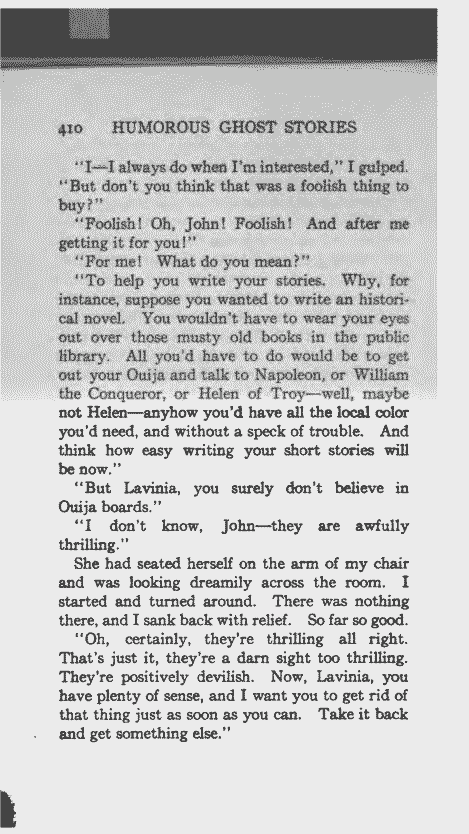 410 HUMOROUS GHOST STORIES
"I—I always do when I'm interested," I gulped.
"But don't you think that was a foolish thing to
buy?"
"Foolish! Oh, John! Foolish! And after me
getting it for you!"
"For me! What do you mean?"
"To help you write your stories. Why, for
instance, suppose you wanted to write an histori-
cal novel. You wouldn't have to wear your eyes
out over those musty old books in the public
library. All you'd have to do would be to get
out your Ouija and talk to Napoleon, or William
the Conqueror, or Helen of Troy—well, maybe
not Helen—anyhow you'd have all the local color
you'd need, and without a speck of trouble. And
think how easy writing your short stories will
be now."
"But Lavinia, you surely don't believe in
Ouija boards."
"I don't know, John—they are awfully
thrilling."
She had seated herself on the arm of my chair
and was looking dreamily across the room. I
started and turned around. There was nothing
there, and I sank back with relief. So far so good.
"Oh, certainly, they're thrilling all right.
That's just it, they're a darn sight too thrilling.
They're positively devilish. Now, Lavinia, you
have plenty of sense, and I want you to get rid of
that thing just as soon as you can. Take it back
and get something else."